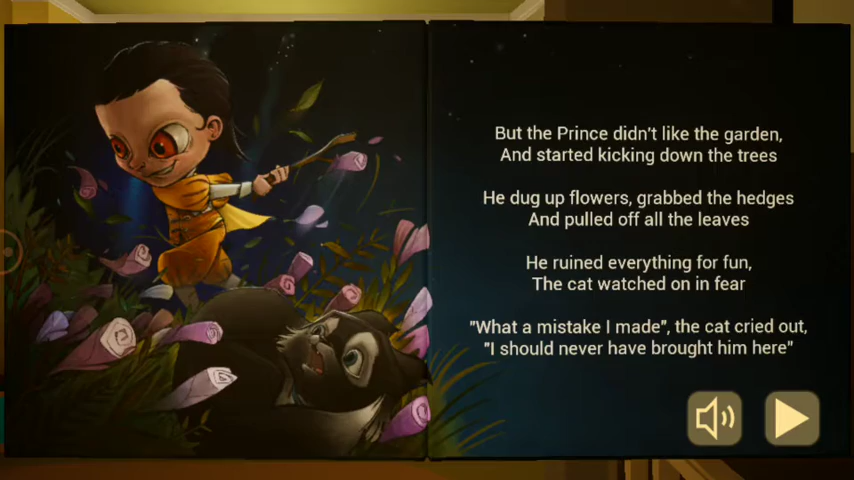 But the Prince didn't like the garden,
And started kicking down the trees
He dug up flowers, grabbed the hedges
And pulled off all the leaves
He ruined everything for fun,
The cat watched on in fear
"What a mistake I made", the cat cried out,
"I should never have brought him here"